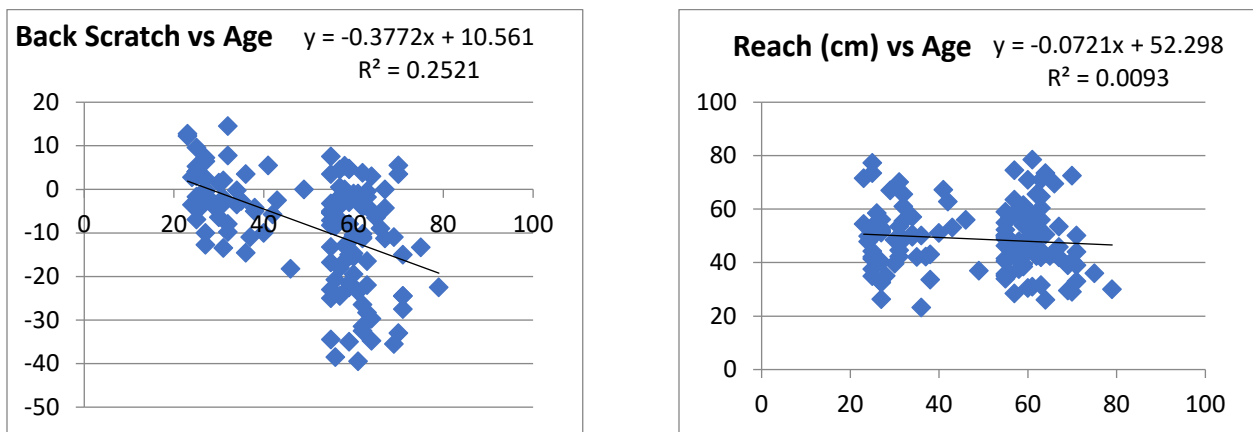 Back Scratch vs Age y = -0.3772x + 10.561
R² = 0.2521
20
10
0
0 20 40 60 80 100
-10
-20
-30
-40
-50
Reach (cm) vs Age y = -0.0721x + 52.298
R² = 0.0093
100
80
60
40
20
0
0 20 40 60 80 100